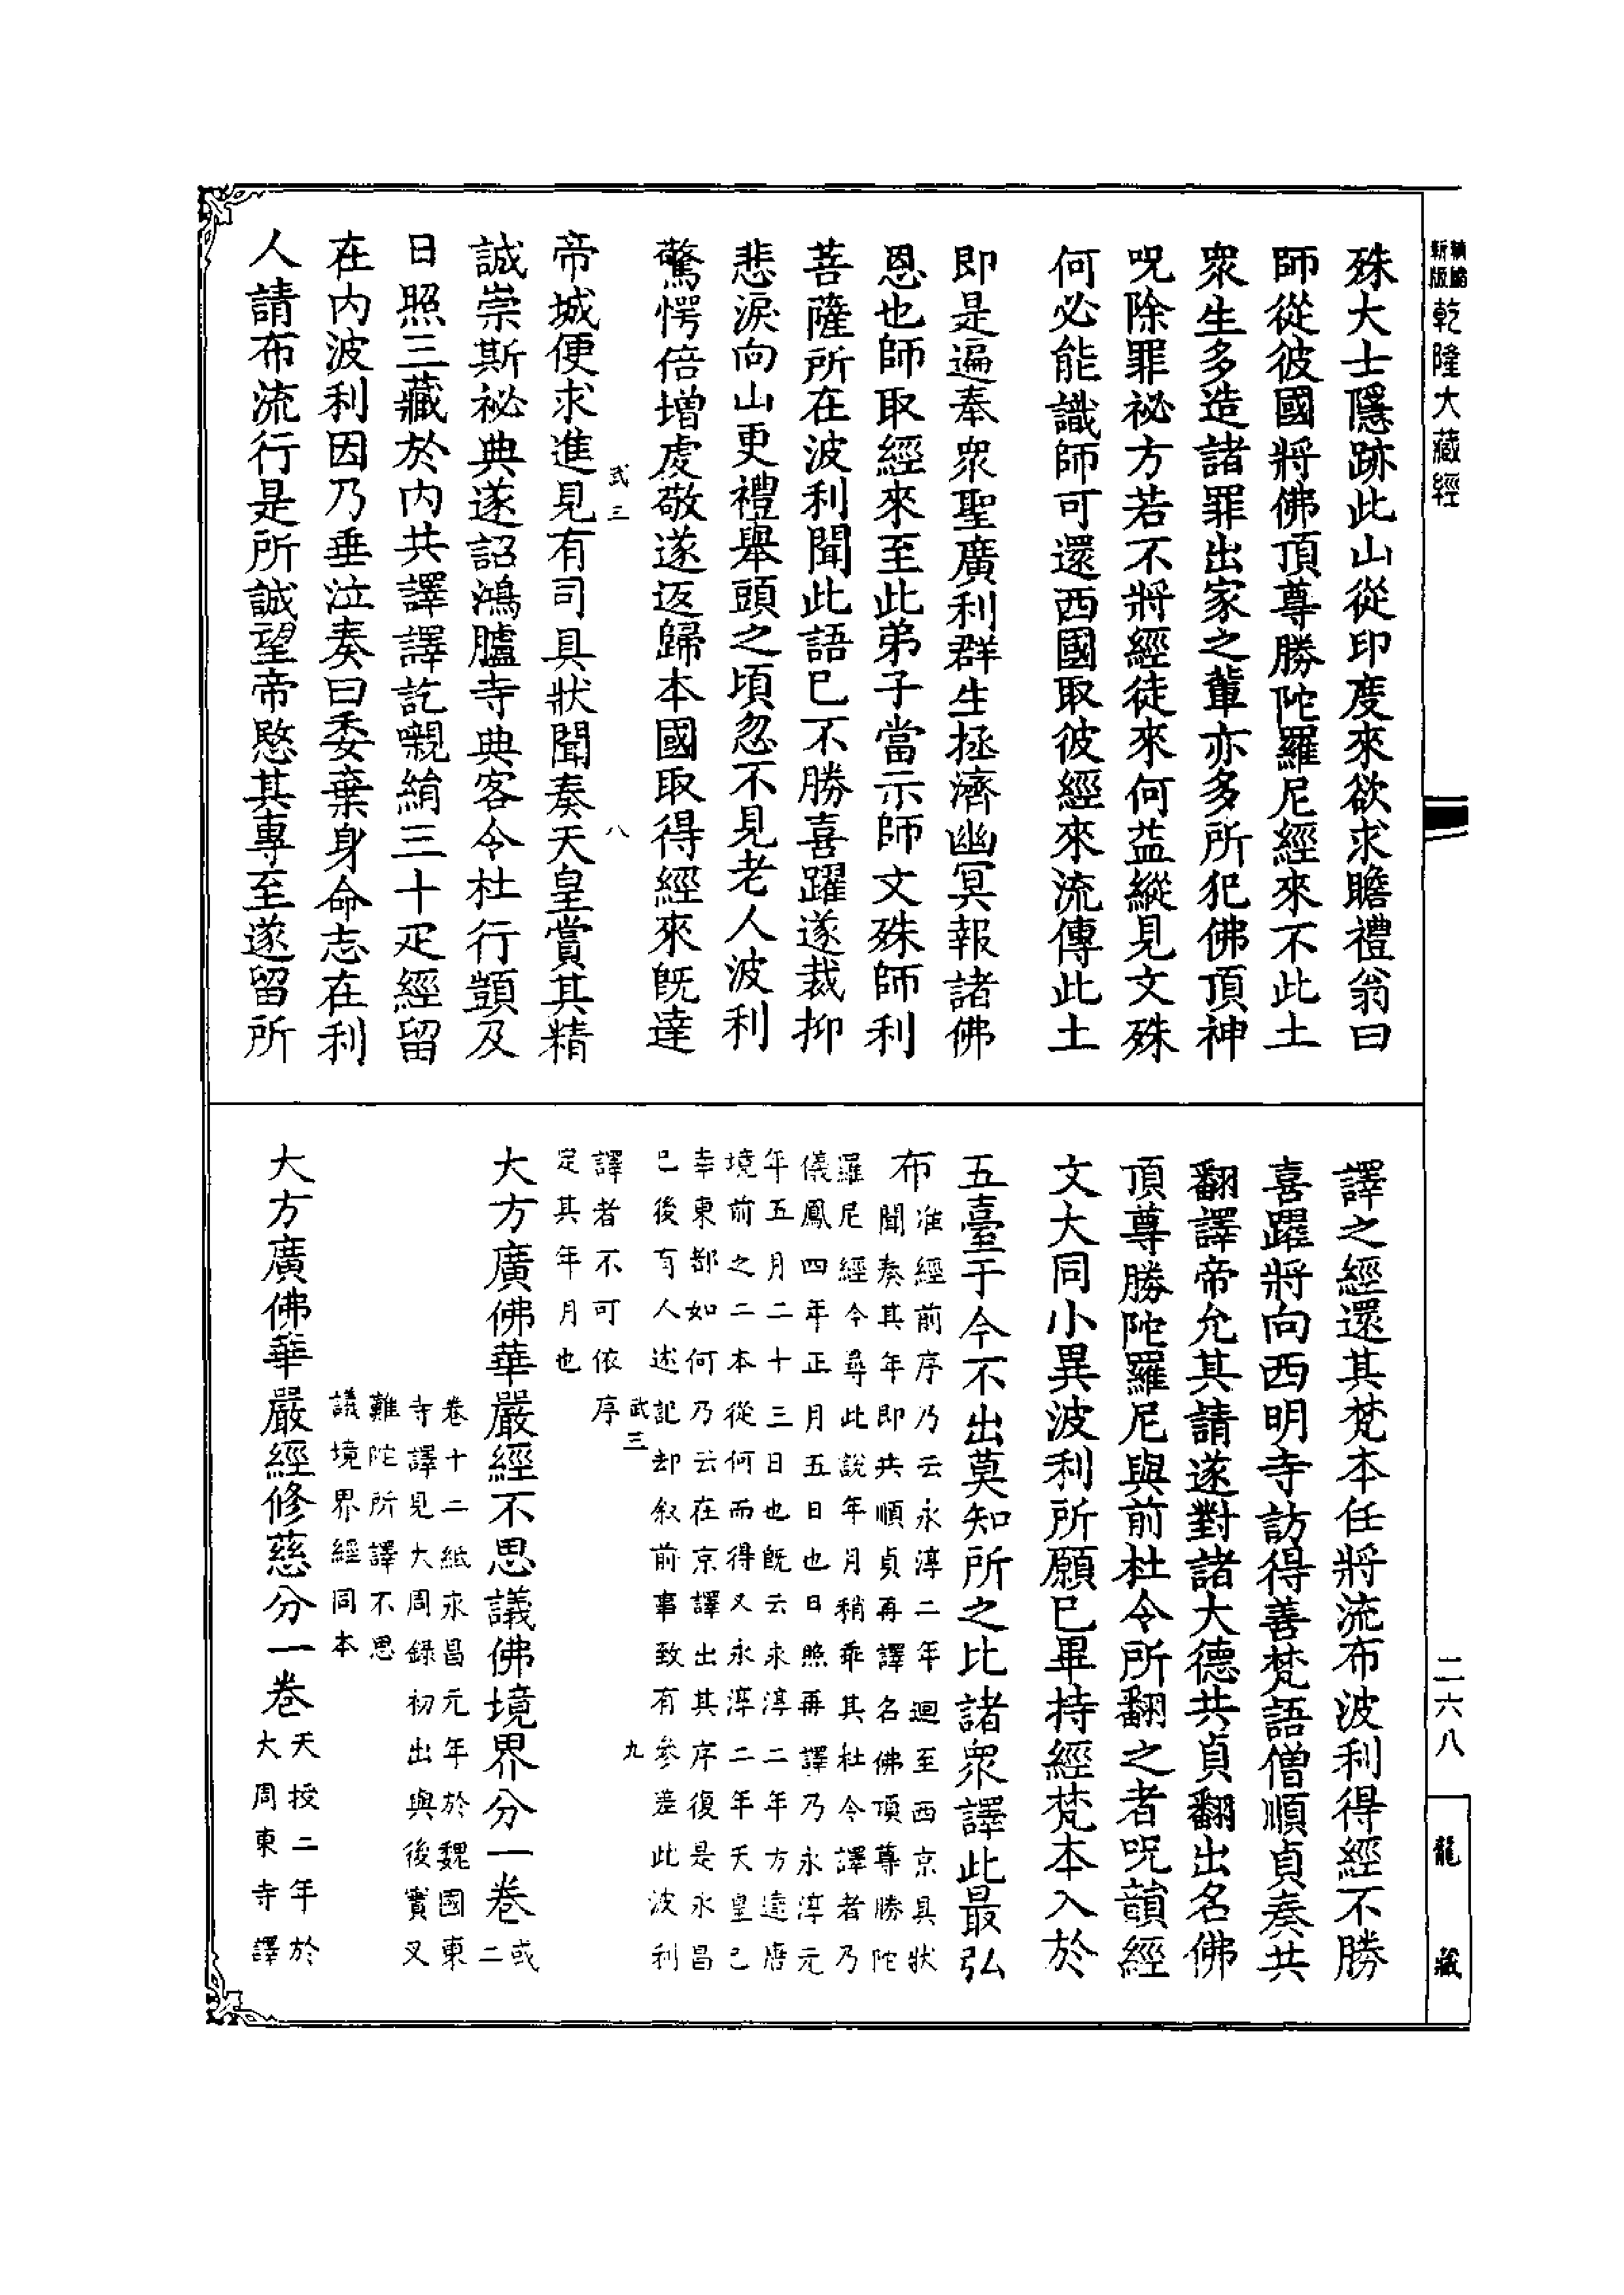 新編
新版
乾隆大藏經
殊大士隱跡此山從印度來欲求瞻禮翁曰
師從彼國將佛頂尊勝陀羅尼經來不此土
眾生多造諸罪出家之輩亦多所犯佛頂神
呪除罪祕方若不將經徒來何益縱見文殊
何必能識師可還西國取彼經來流傳此土
即是遍奉眾聖廣利群生拯濟幽冥報諸佛
恩也師取經來至此弟子當示師文殊師利
菩薩所在波利聞此語已不勝喜躍遂裁抑
悲淚向山更禮舉頭之頃忽不見老人波利
驚愕倍增虔敬遂返歸本國取得經來既達
武三 八
帝城便求進見有司具狀聞奏天皇賞其精
誠崇斯祕典遂詔鴻臚寺典客令杜行顗及
日照三藏於內共譯譯訖嚫絹三十疋經留
在內波利因乃垂泣奏曰委棄身命志在利
人請布流行是所誠望帝愍其專至遂留所
譯之經還其梵本任將流布波利得經不勝
喜躍將向西明寺訪得善梵語僧順貞奏共
翻譯帝允其請遂對諸大德共貞翻出名佛
頂尊勝陀羅尼與前杜令所翻之者呪韻經
文大同小異波利所願已畢持經梵本入於
五臺于今不出莫知所之比諸眾譯此最弘
布
准經前序乃云永淳二年迴至西京具狀
聞奏其年即共順貞再譯名佛頂尊勝陀
羅尼經今尋此說年月稍乖其杜令譯者乃
儀鳳四年正月五日也日照再譯乃永淳元
年五月二十三日也既云來淳二年方達唐
境前之二本從何而得又永淳二年天皇已
幸東都如何乃云在京譯出其序復是永昌
已後有人述記却叙前事致有參差此波利
武三 九
譯者不可依序
定其年月也
大方廣佛華嚴經不思議佛境界分一卷
或
二
卷十二紙永昌元年於魏國東
寺譯見大周錄初出與後實叉
難陀所譯不思
議境界經同本
大方廣佛華嚴經修慈分一卷
天授二年於
大周東寺譯
二六八
龍藏